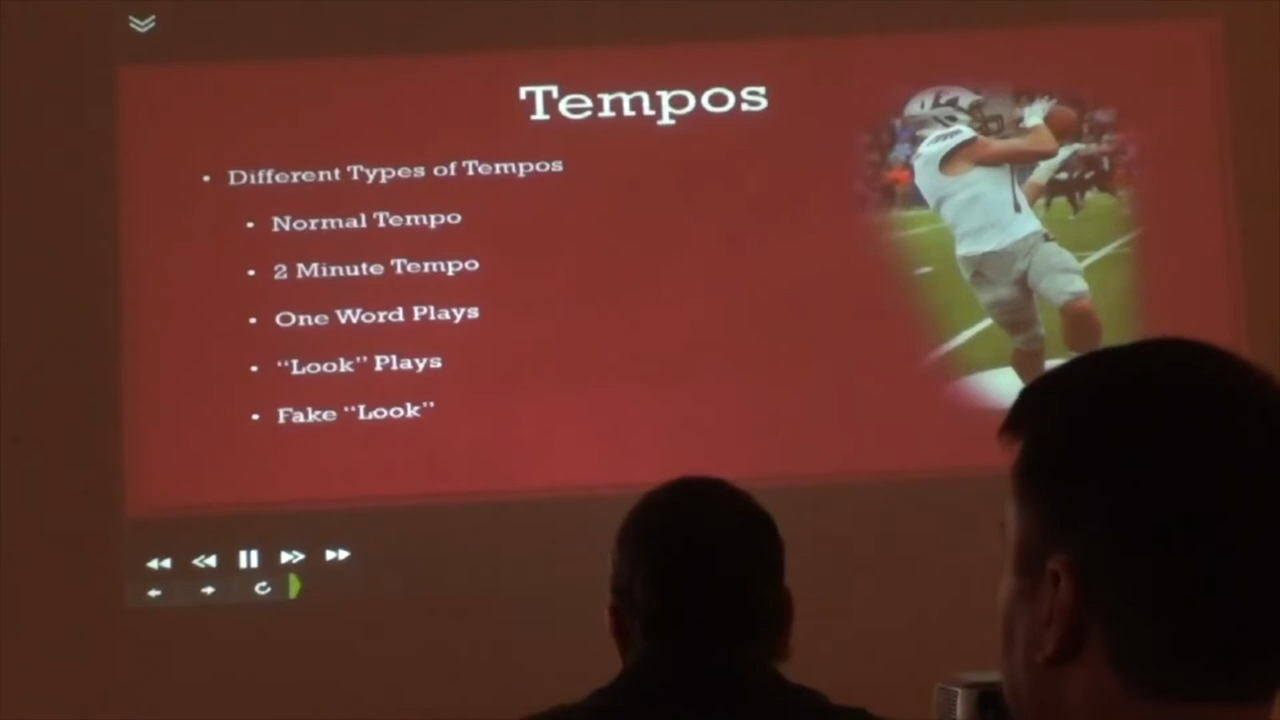 Tempos
• Different Types of Tempos
• Normal Tempo
• 2 Minute Tempo
• One Word Plays
• “Look” Plays
• Fake “Look”